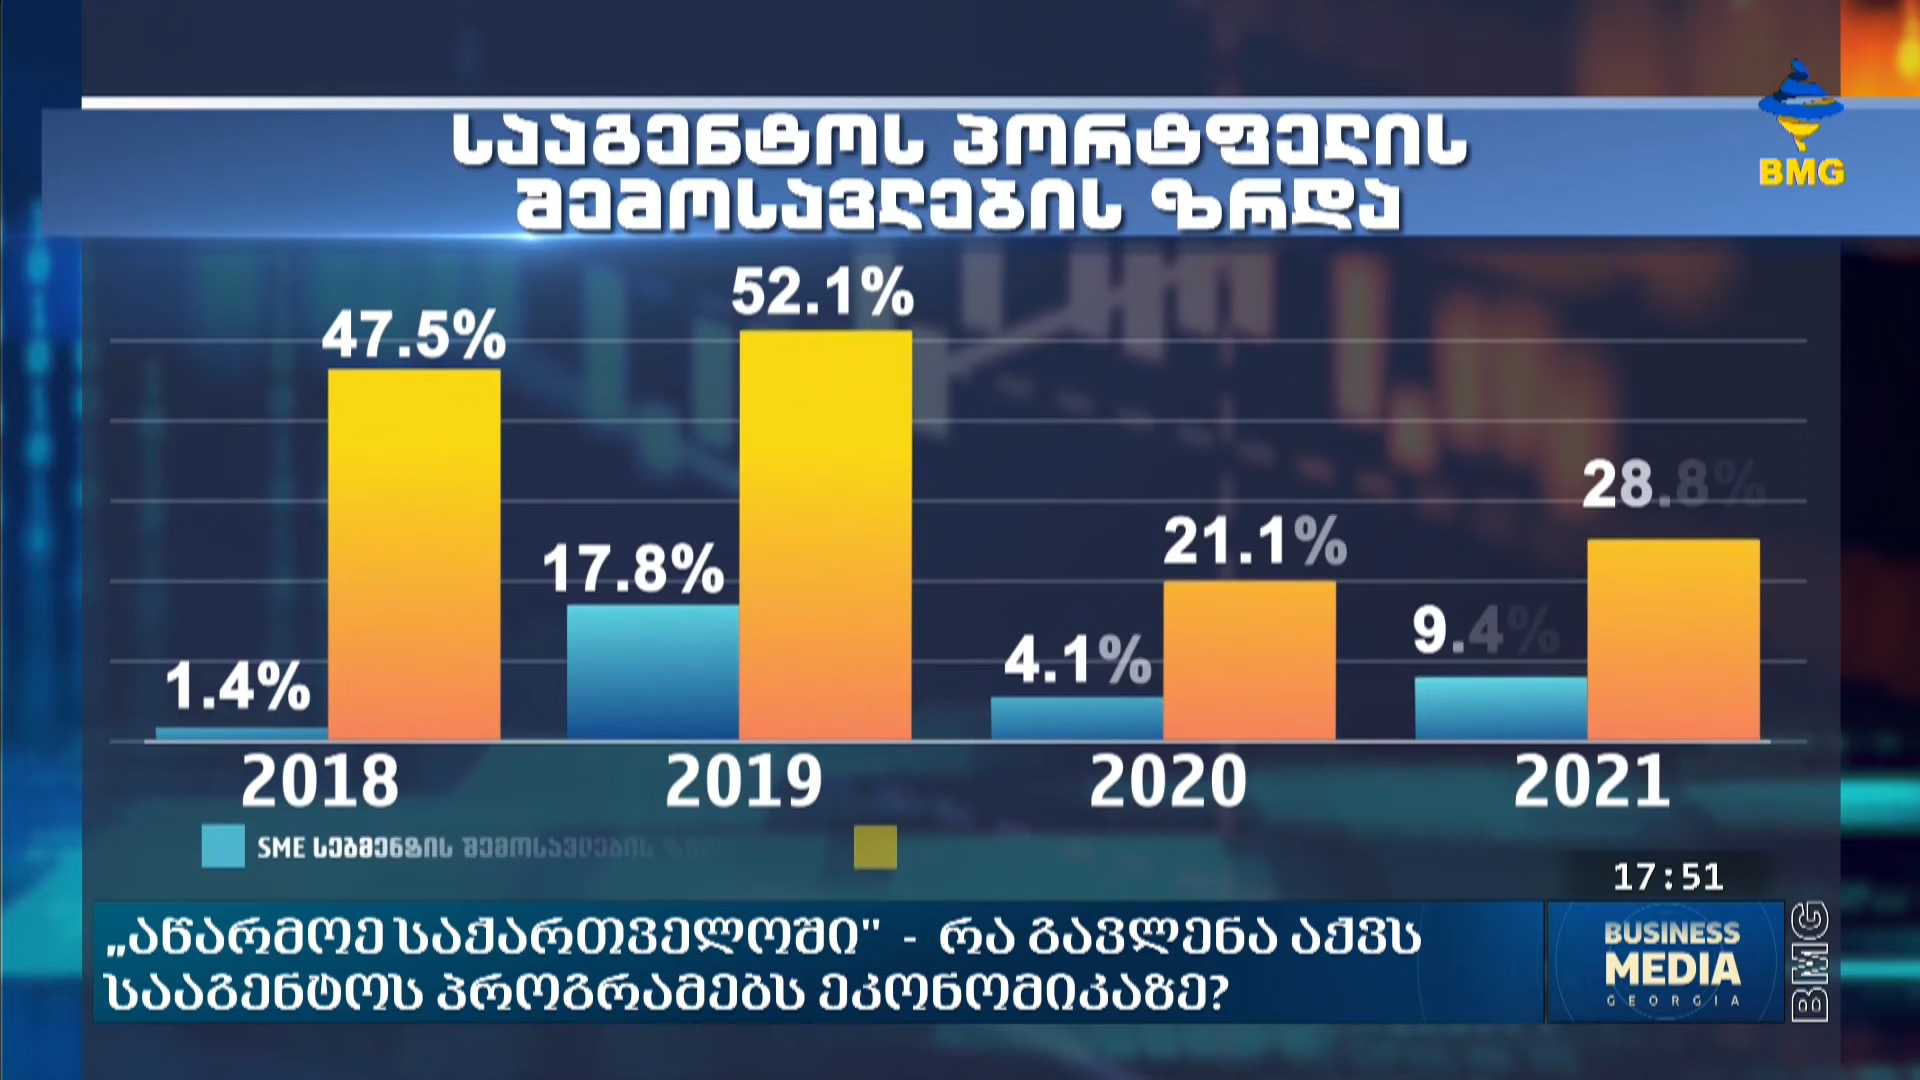 სააგენტოს პორტფელის
შემოსავლების ზრდა
BMG
47.5%
52.1%
1.4%
17.8%
4.1%
21.1%
9.4%
28.8%
2018
2019
2020
2021
SME სეგმენტის შემოსავლების
17:51
„აწარმოე საქართველოში" - რა გავლენა აქვს
სააგენტოს პროგრამებს ეკონომიკაზე?
BUSINESS
MEDIA
GEORGIA
BMG